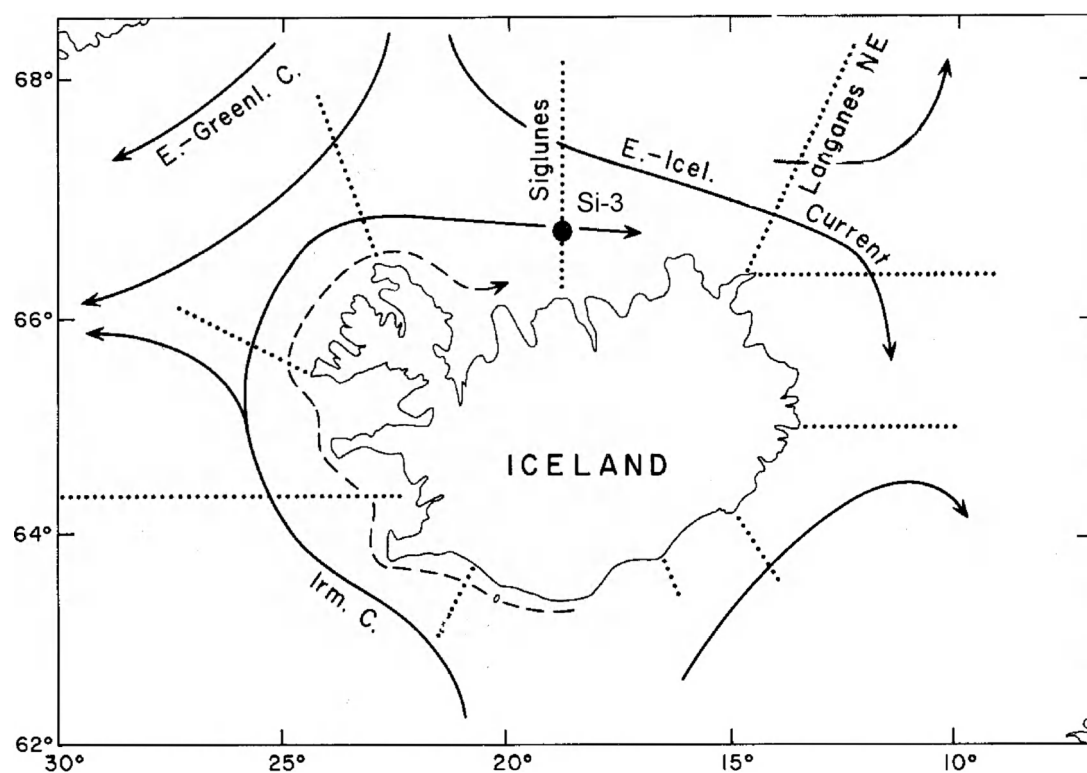 68°
66°
64°
62°
30°
25°
20°
15°
10°
E.-Greenl. C.
Siglunes
E.-Icel.
Current
Langanes NE
Si-3
ICELAND
Irm. C.